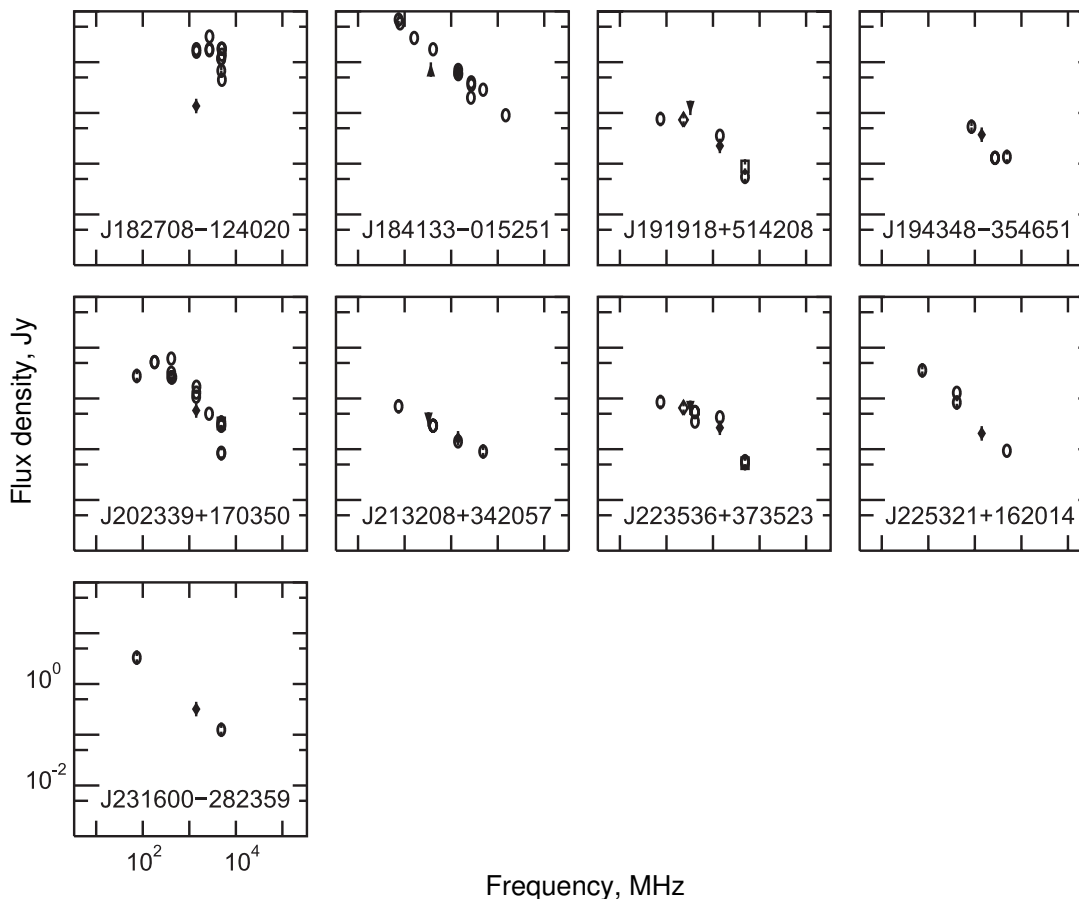 J182708−124020
J184133−015251
J191918+514208
J194348−354651
Flux density, Jy
J202339+170350
J213208+342057
J223536+373523
J225321+162014
10^0
10^-2
J231600−282359
10^2 10^4
Frequency, MHz